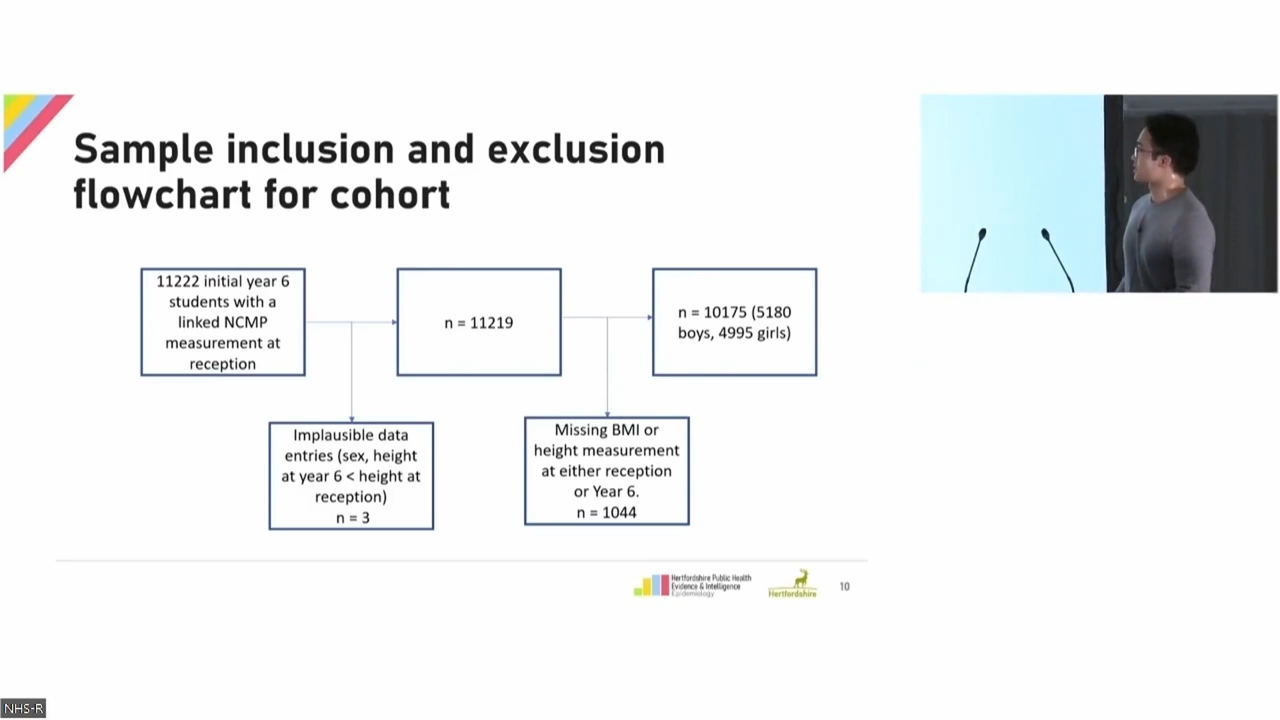 Sample inclusion and exclusion
flowchart for cohort
11222 initial year 6
students with a
linked NCMP
measurement at
reception
n = 11219
n = 10175 (5180
boys, 4995 girls)
Implausible data
entries (sex, height
at year 6 < height at
reception)
n = 3
Missing BMI or
height measurement
at either reception
or Year 6.
n = 1044
Hertfordshire Public Health
Evidence & Intelligence
Epidemiology
Hertfordshire
10
NHS-R